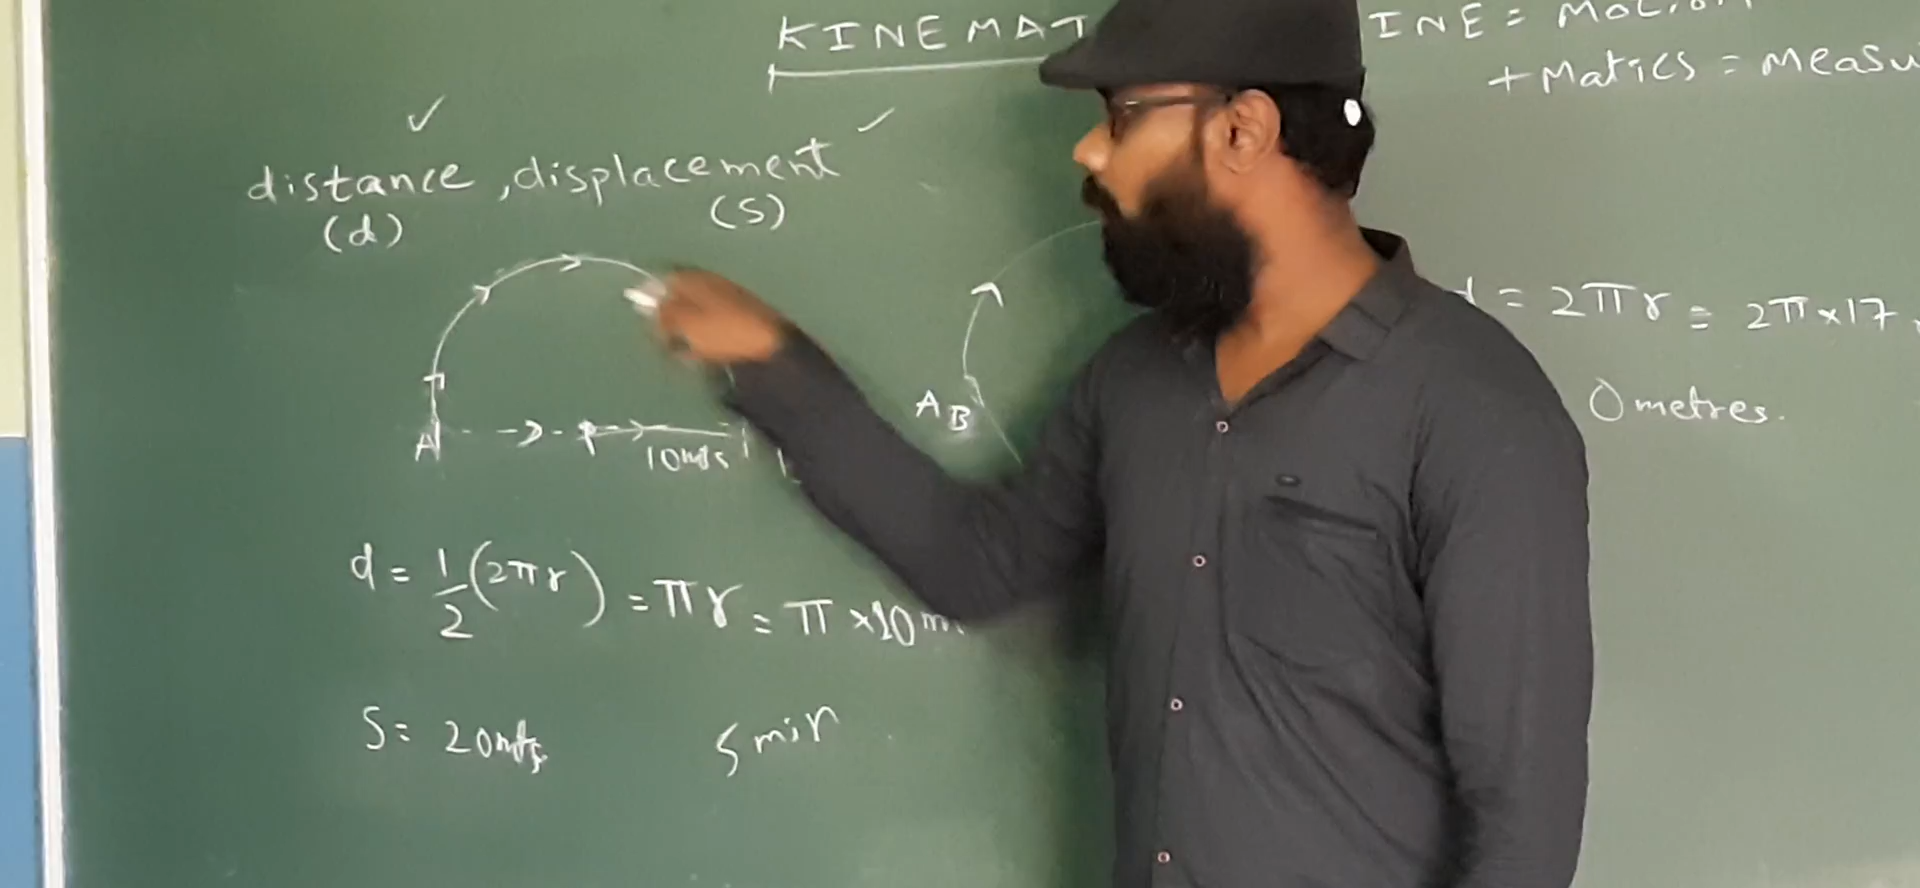 KINEMAT
INE = Motion
+ Matics = Measu
distance, displacement
(d) (S)
A
10mts
A B
= 2πr = 2π×17
0 metres.
d = 1/2 (2πr) = πr = π ×10 m
S = 20mts
5 min